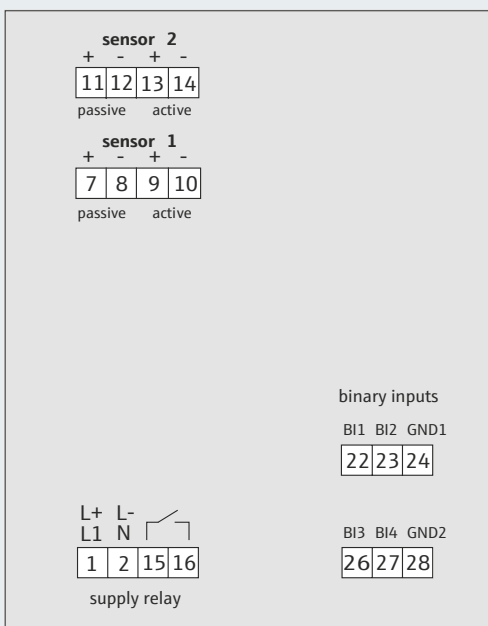 sensor 2
+ - + -
11 12 13 14
passive active
sensor 1
+ - + -
7 8 9 10
passive active
binary inputs
BI1 BI2 GND1
22 23 24
L+ L-
L1 N
BI3 BI4 GND2
1 2 15 16
26 27 28
supply relay